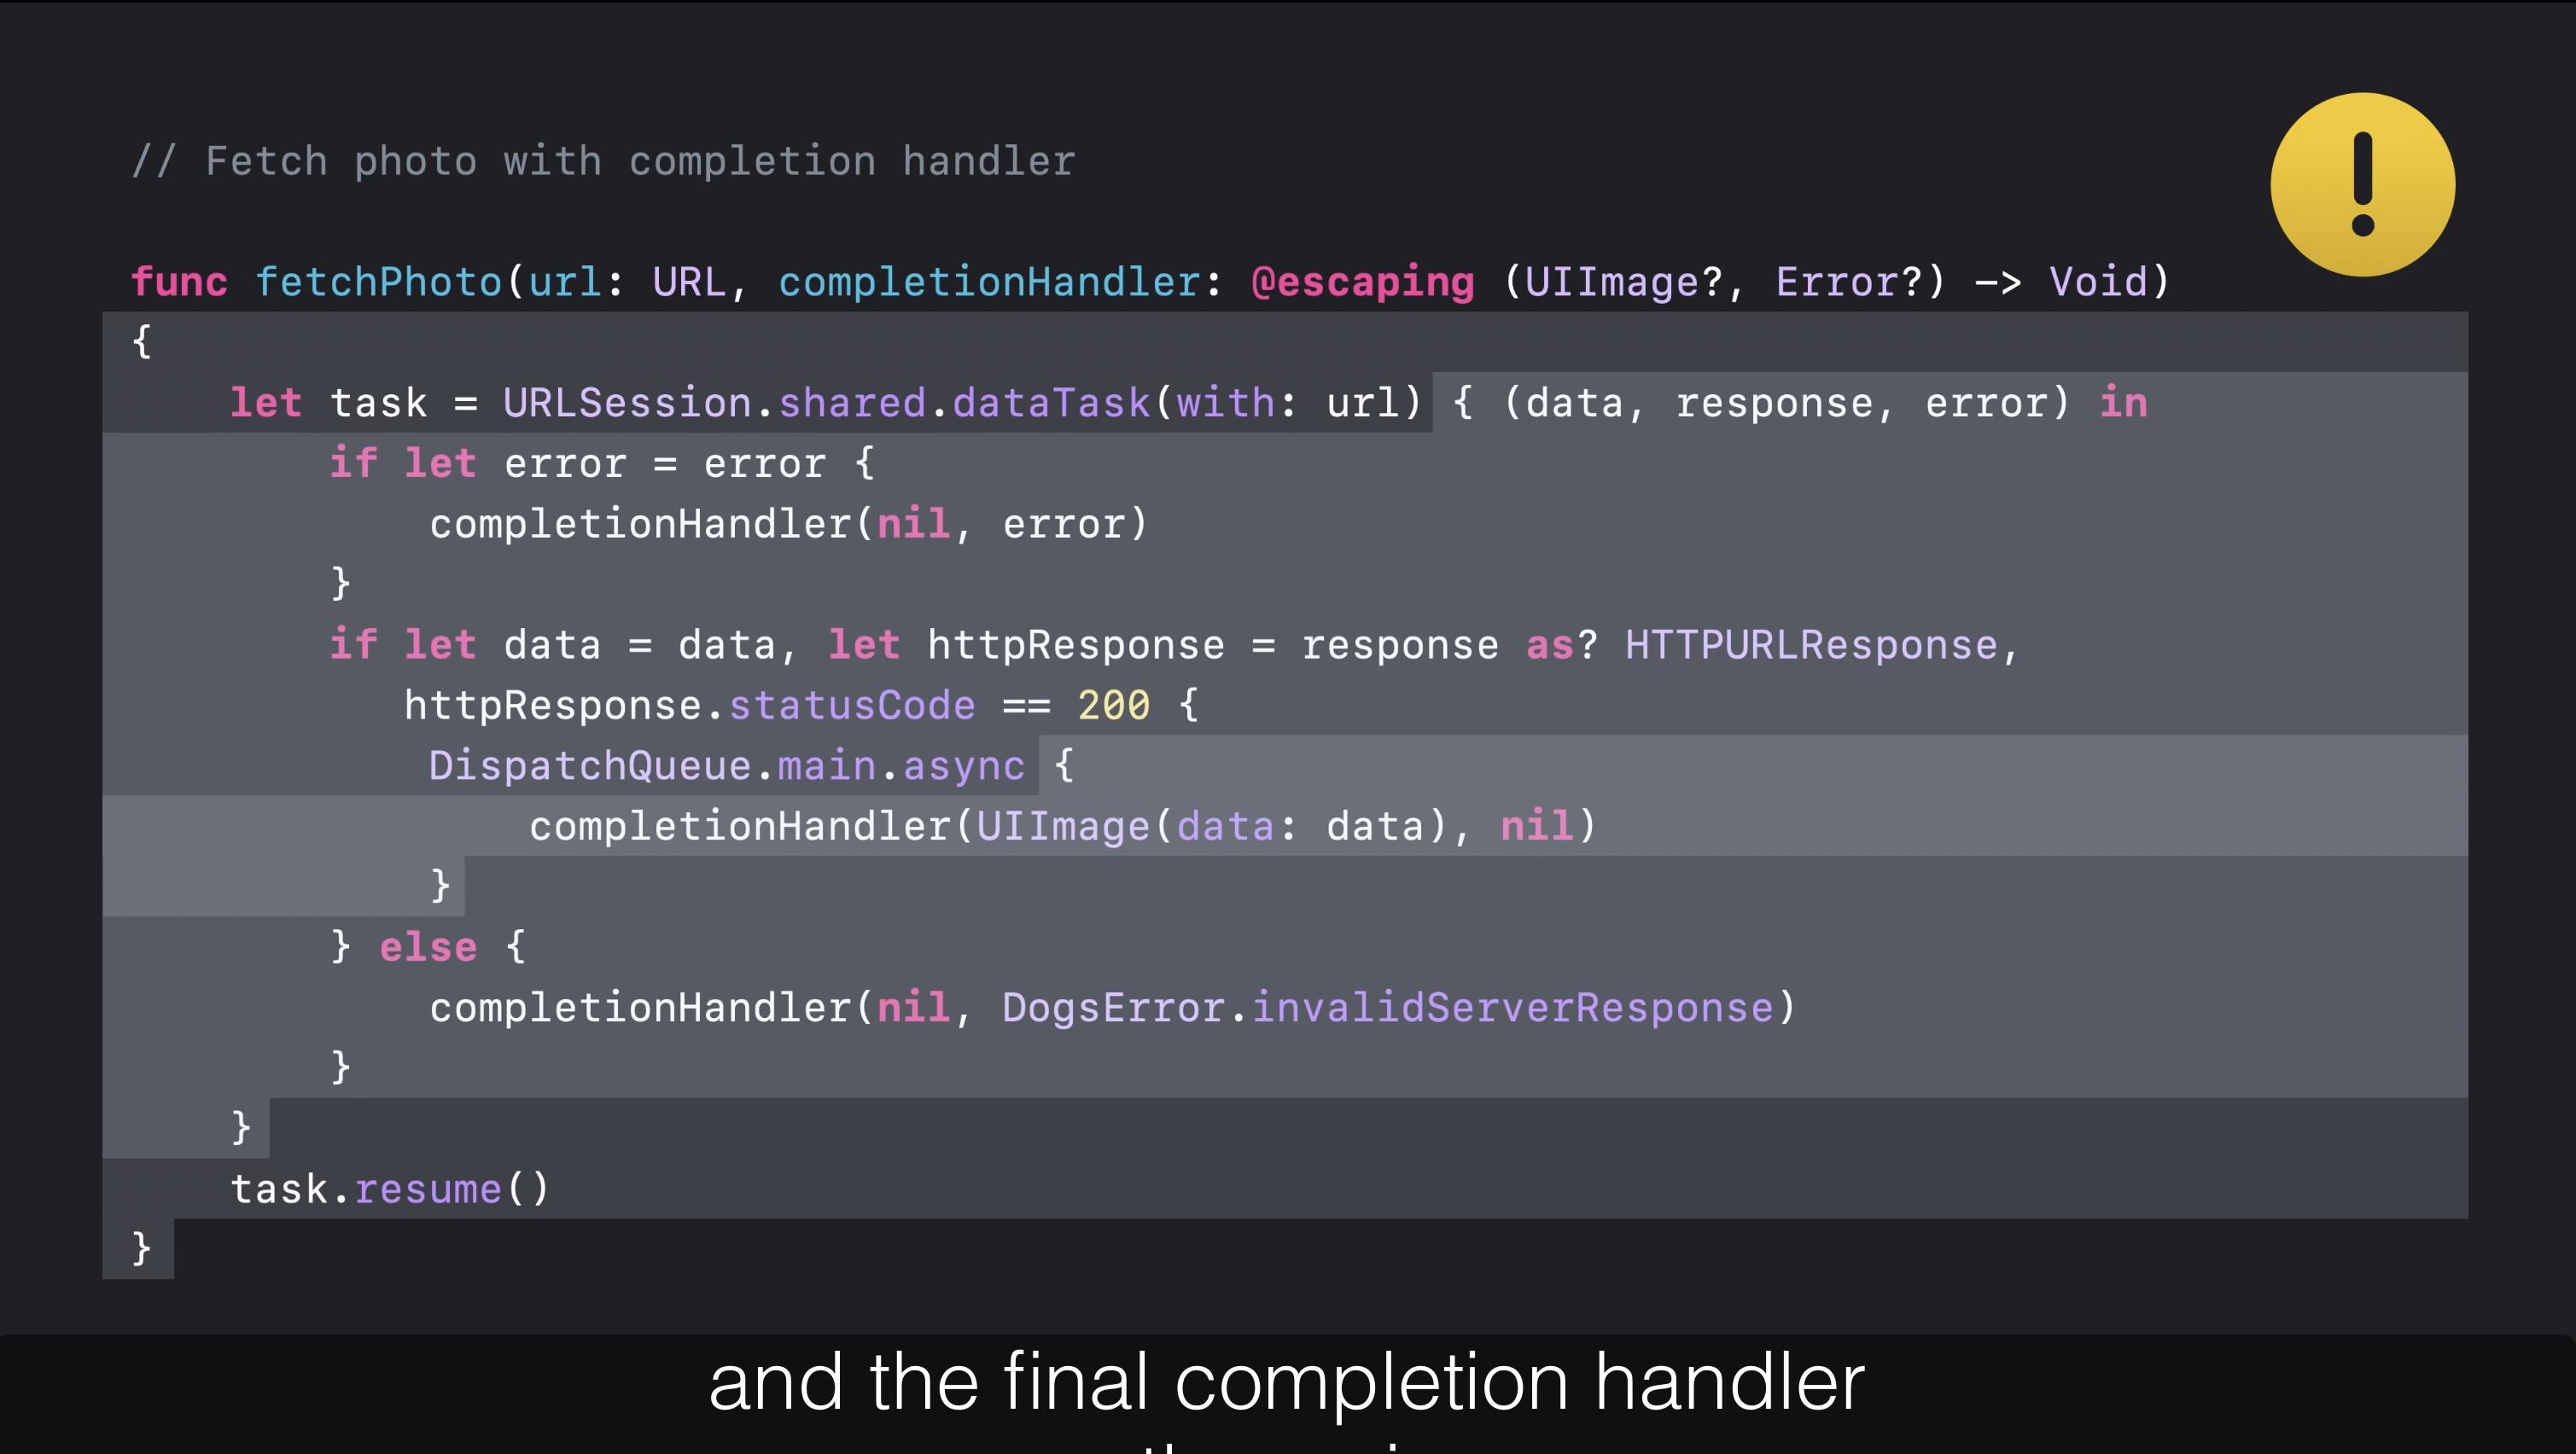 // Fetch photo with completion handler
func fetchPhoto(url: URL, completionHandler: @escaping (UIImage?, Error?) -> Void)
{
    let task = URLSession.shared.dataTask(with: url) { (data, response, error) in
        if let error = error {
            completionHandler(nil, error)
        }
        if let data = data, let httpResponse = response as? HTTPURLResponse,
           httpResponse.statusCode == 200 {
            DispatchQueue.main.async {
                completionHandler(UIImage(data: data), nil)
            }
        } else {
            completionHandler(nil, DogsError.invalidServerResponse)
        }
    }
    task.resume()
}
and the final completion handler